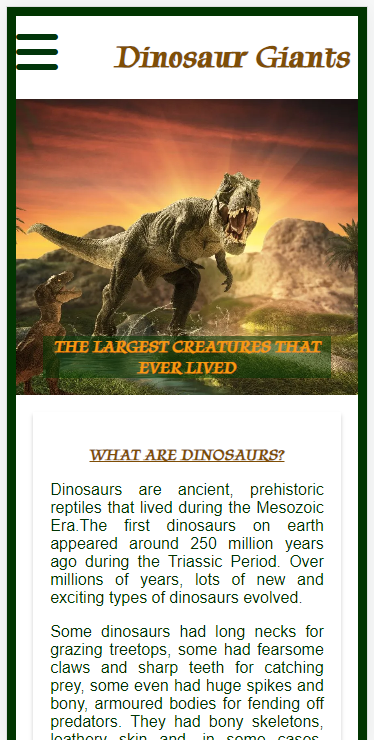 Dinosaur Giants
THE LARGEST CREATURES THAT
EVER LIVED
WHAT ARE DINOSAURS?
Dinosaurs are ancient, prehistoric
reptiles that lived during the Mesozoic
Era.The first dinosaurs on earth
appeared around 250 million years
ago during the Triassic Period. Over
millions of years, lots of new and
exciting types of dinosaurs evolved.
Some dinosaurs had long necks for
grazing treetops, some had fearsome
claws and sharp teeth for catching
prey, some even had huge spikes and
bony, armoured bodies for fending off
predators. They had bony skeletons,
leathery skin and, in some cases,